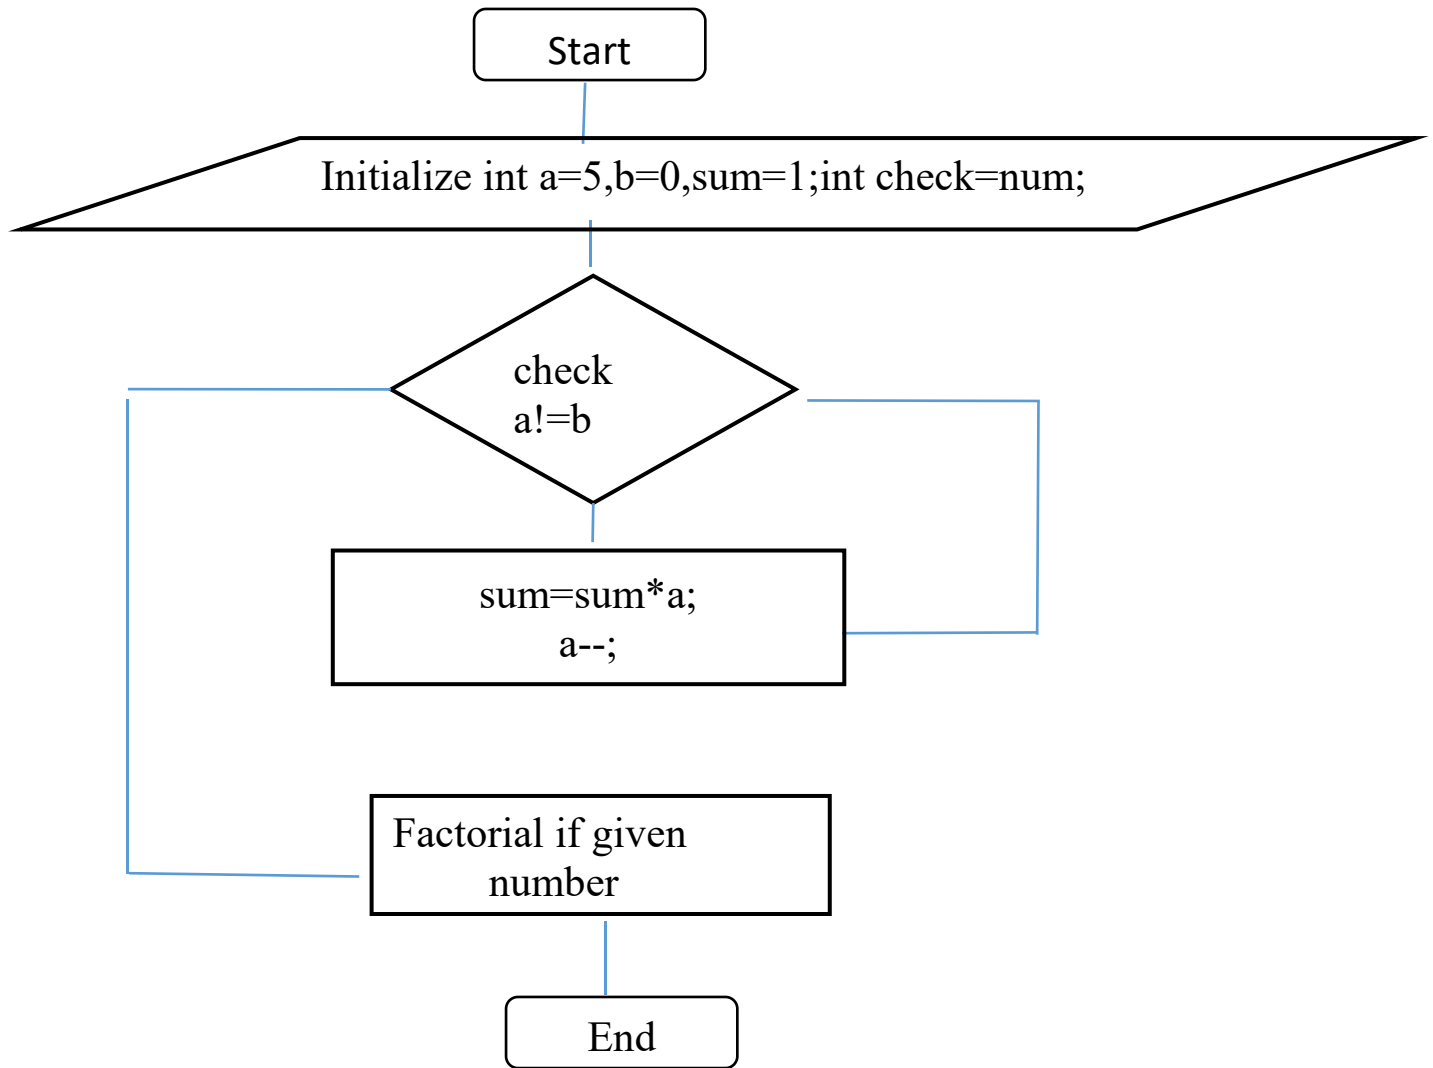 Start
Initialize int a=5,b=0,sum=1;int check=num;
check
a!=b
sum=sum*a;
a--;
Factorial if given
number
End